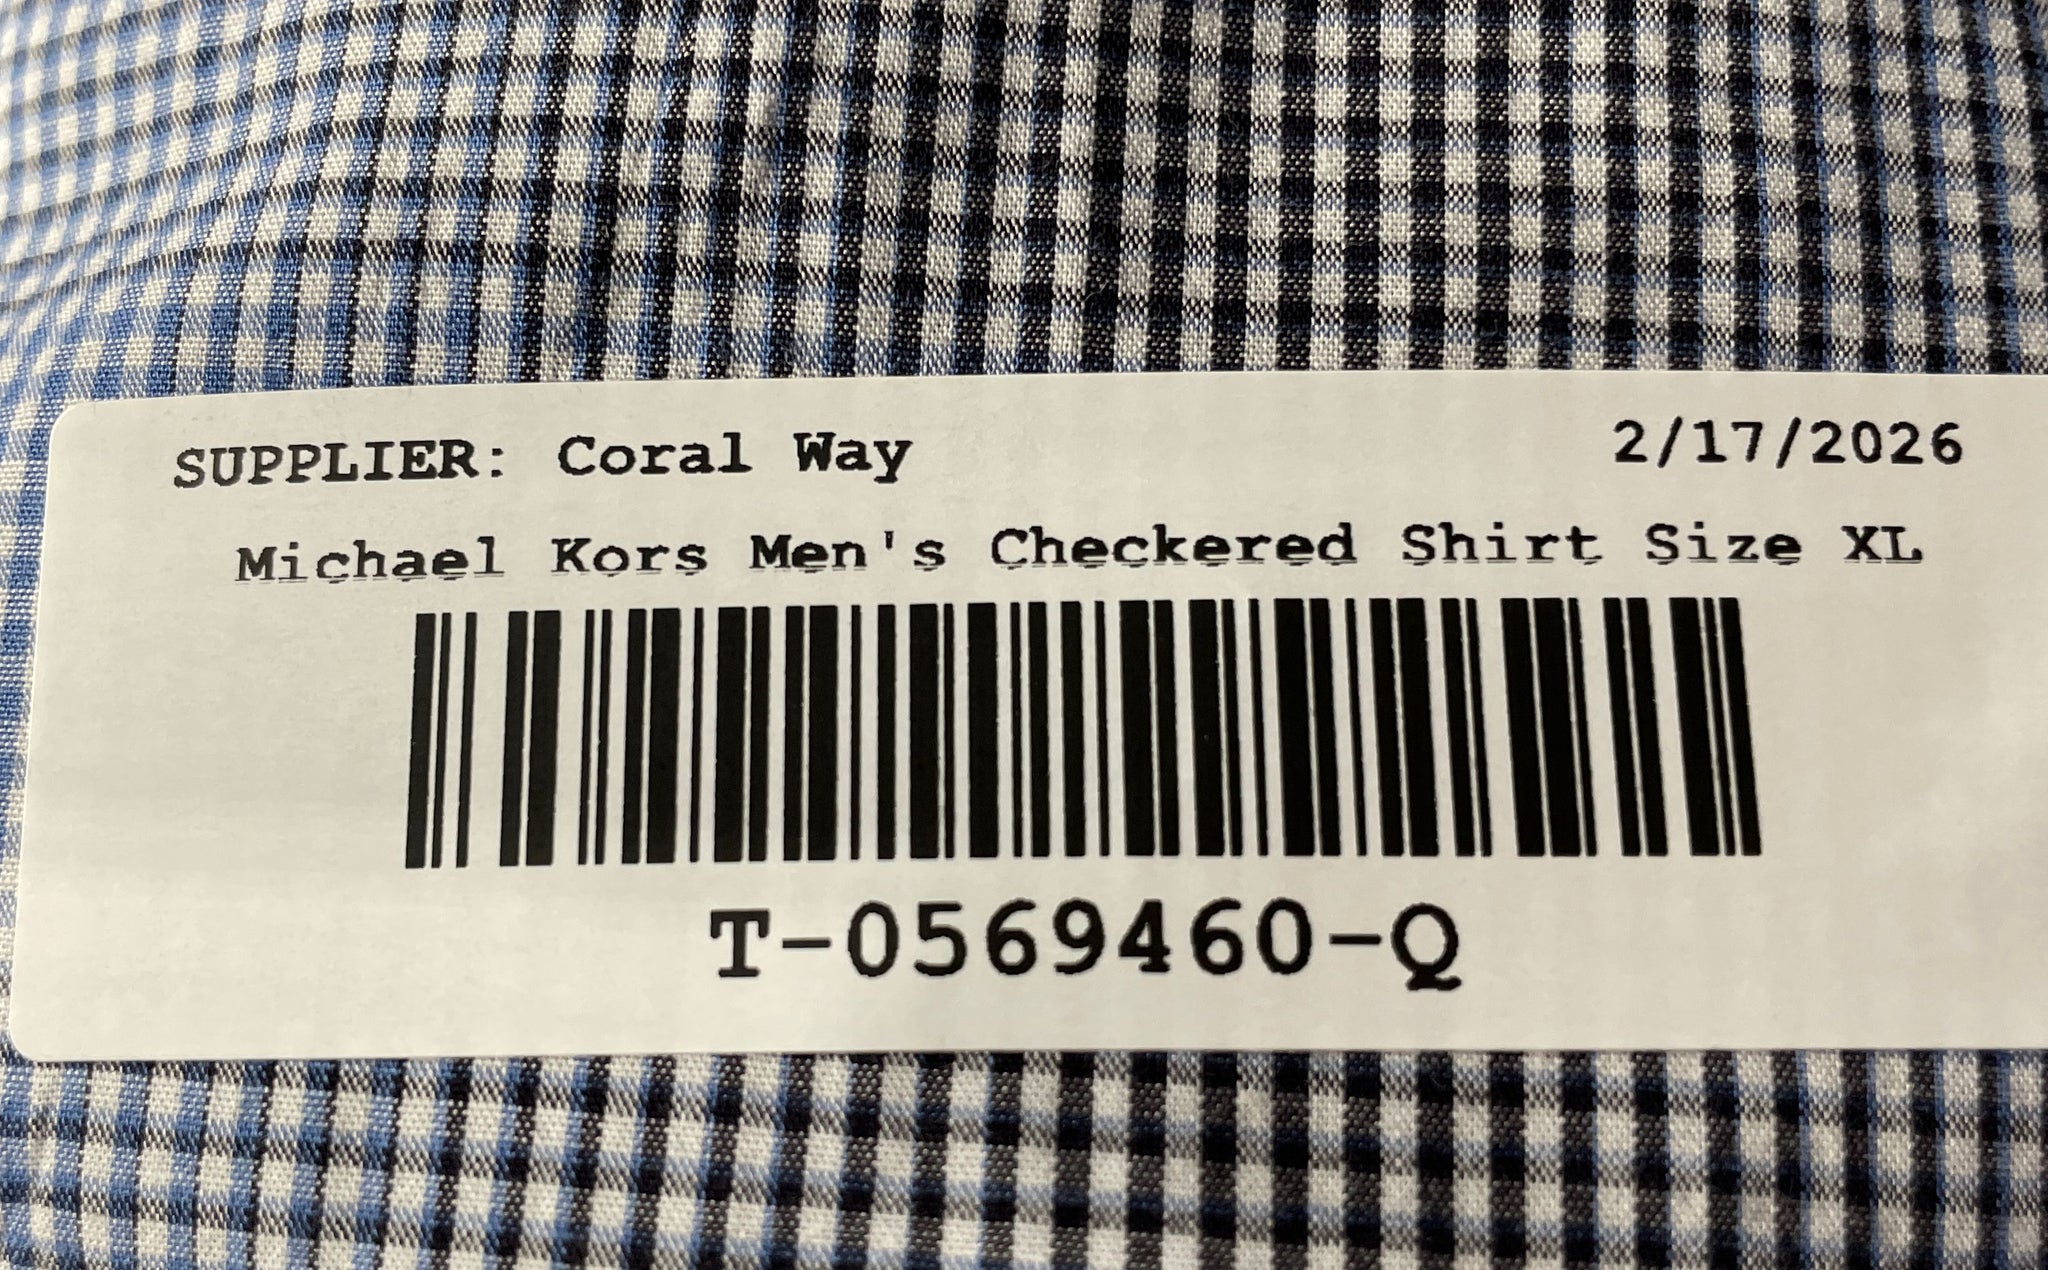 SUPPLIER: Coral Way 2/17/2026
Michael Kors Men's Checkered Shirt Size XL
T-0569460-Q